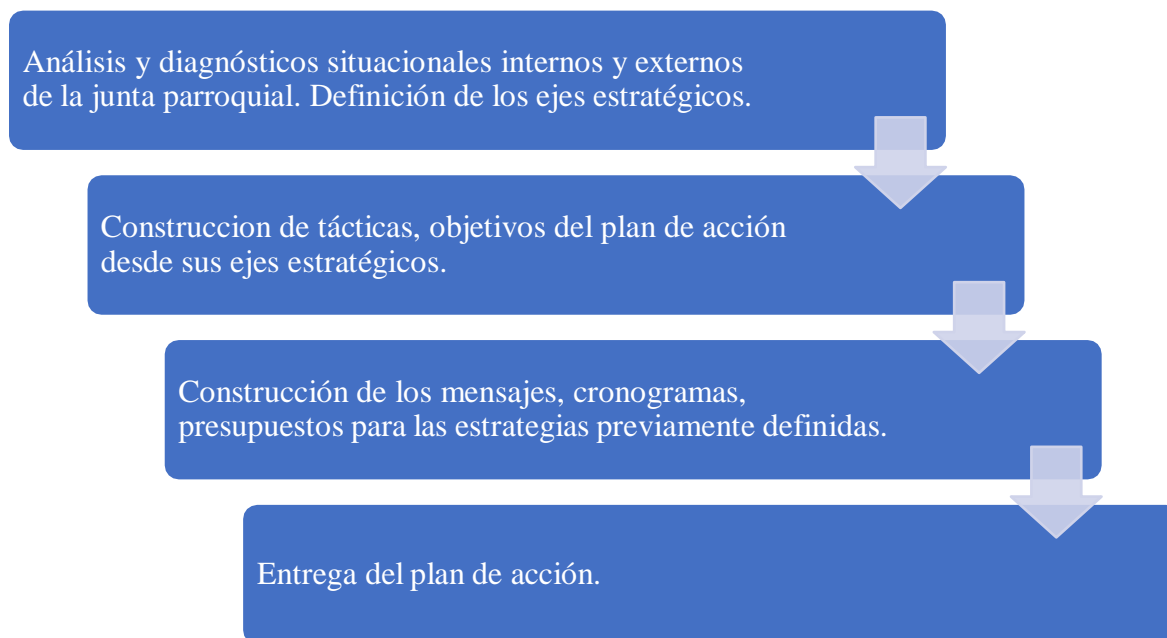 Análisis y diagnósticos situacionales internos y externos
de la junta parroquial. Definición de los ejes estratégicos.
Construccion de tácticas, objetivos del plan de acción
desde sus ejes estratégicos.
Construcción de los mensajes, cronogramas,
presupuestos para las estrategias previamente definidas.
Entrega del plan de acción.